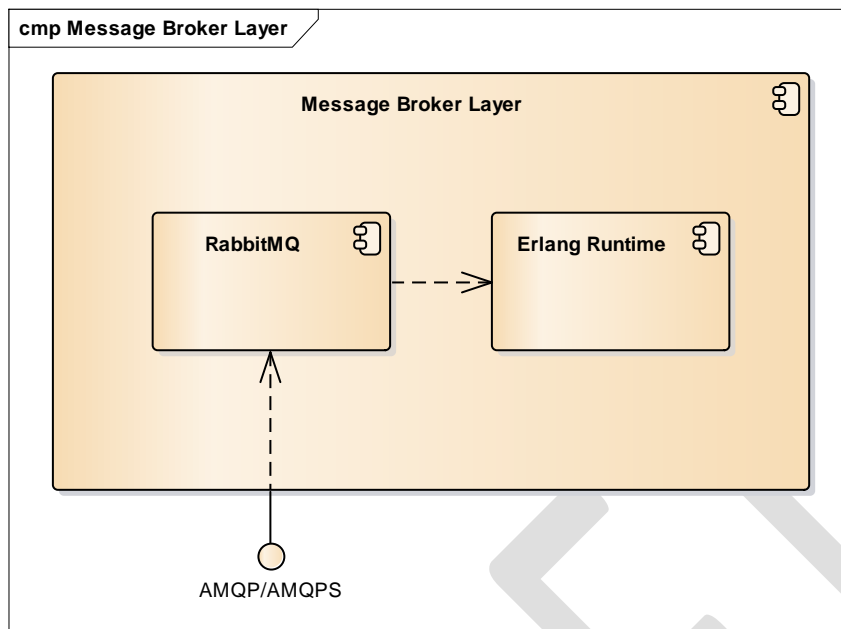 cmp Message Broker Layer
Message Broker Layer
RabbitMQ
Erlang Runtime
AMQP/AMQPS